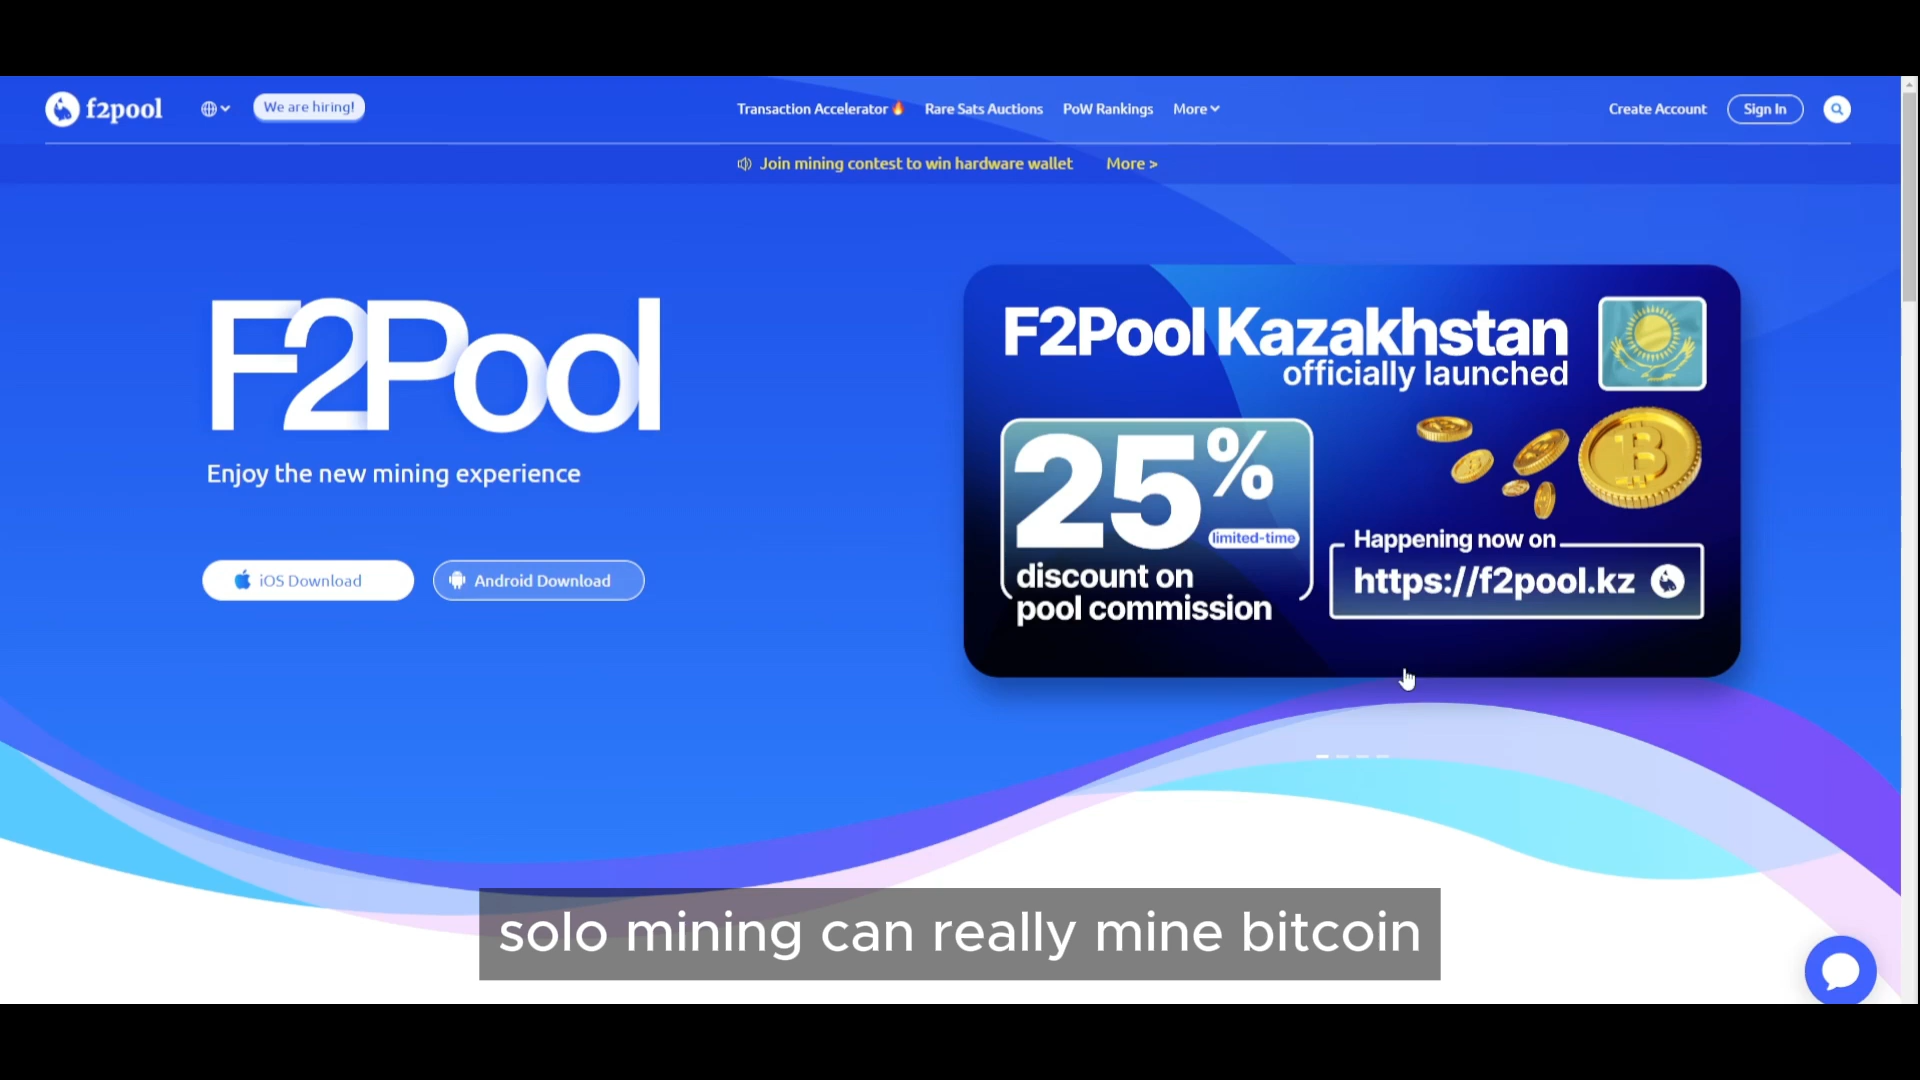 f2pool
We are hiring!
Transaction Accelerator
Rare Sats Auctions
PoW Rankings
More
Create Account
Sign In
Join mining contest to win hardware wallet
More >
F2Pool
Enjoy the new mining experience
iOS Download
Android Download
F2Pool Kazakhstan
officially launched
25%
limited-time
discount on
pool commission
Happening now on
https://f2pool.kz
solo mining can really mine bitcoin